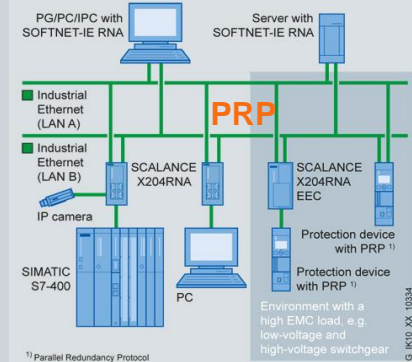 PG/PC/IPC with
SOFTNET-IE RNA
Server with
SOFTNET-IE RNA
Industrial
Ethernet
(LAN A)
PRP
Industrial
Ethernet
(LAN B)
SCALANCE
X204RNA
SCALANCE
X204RNA
EEC
IP camera
Protection device
with PRP 1)
SIMATIC
S7-400
PC
Protection device
with PRP 1)
Environment with a
high EMC load, e.g.
low-voltage and
high-voltage switchgear
1) Parallel Redundancy Protocol
G_IK10_XX_10334